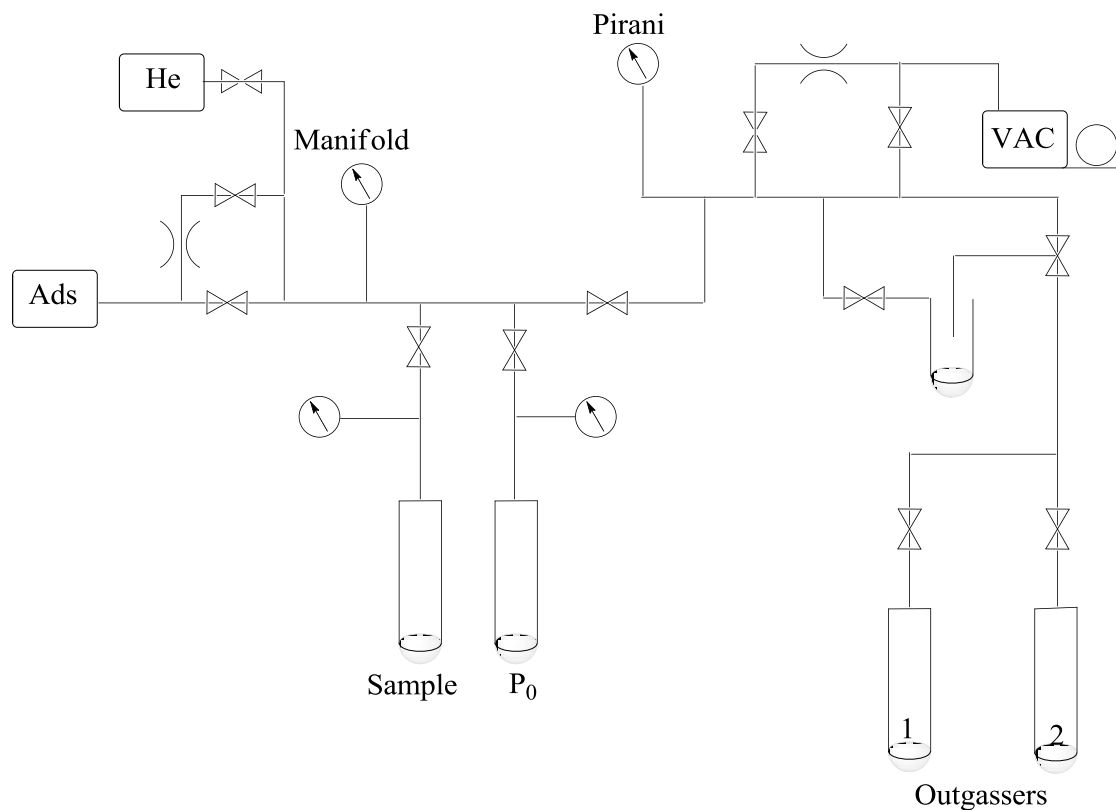 Pirani
He
VAC
Manifold
Ads
Sample
P₀
1
2
Outgassers